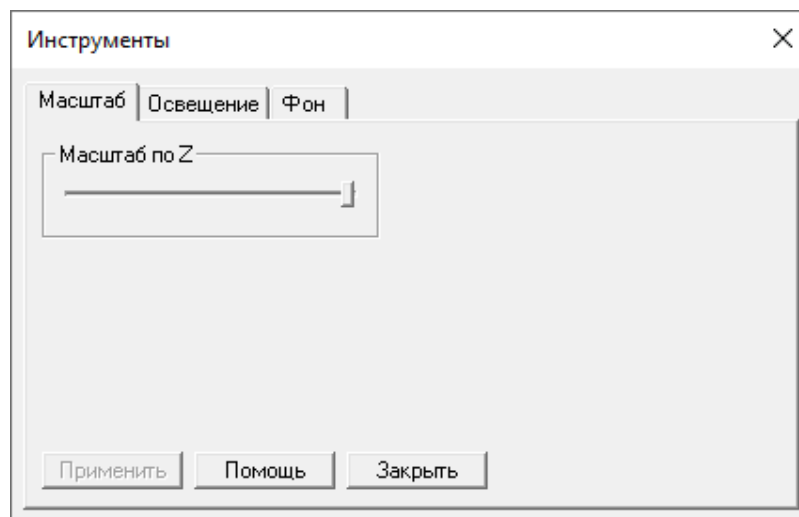 Инструменты
Масштаб Освещение Фон
Масштаб по Z
Применить Помощь Закрыть